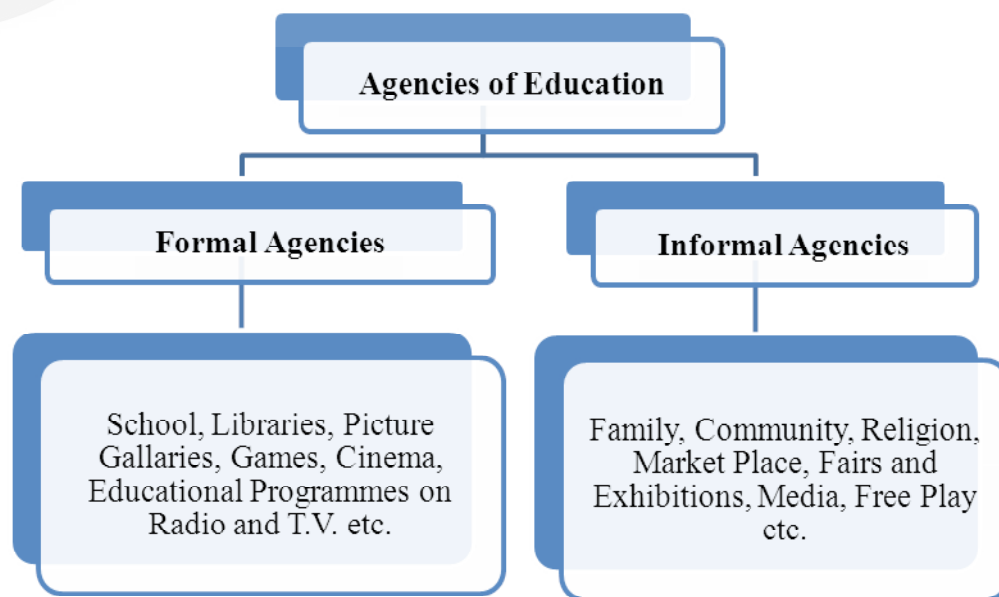 Agencies of Education
Formal Agencies
Informal Agencies
School, Libraries, Picture
Gallaries, Games, Cinema,
Educational Programmes on
Radio and T.V. etc.
Family, Community, Religion,
Market Place, Fairs and
Exhibitions, Media, Free Play
etc.